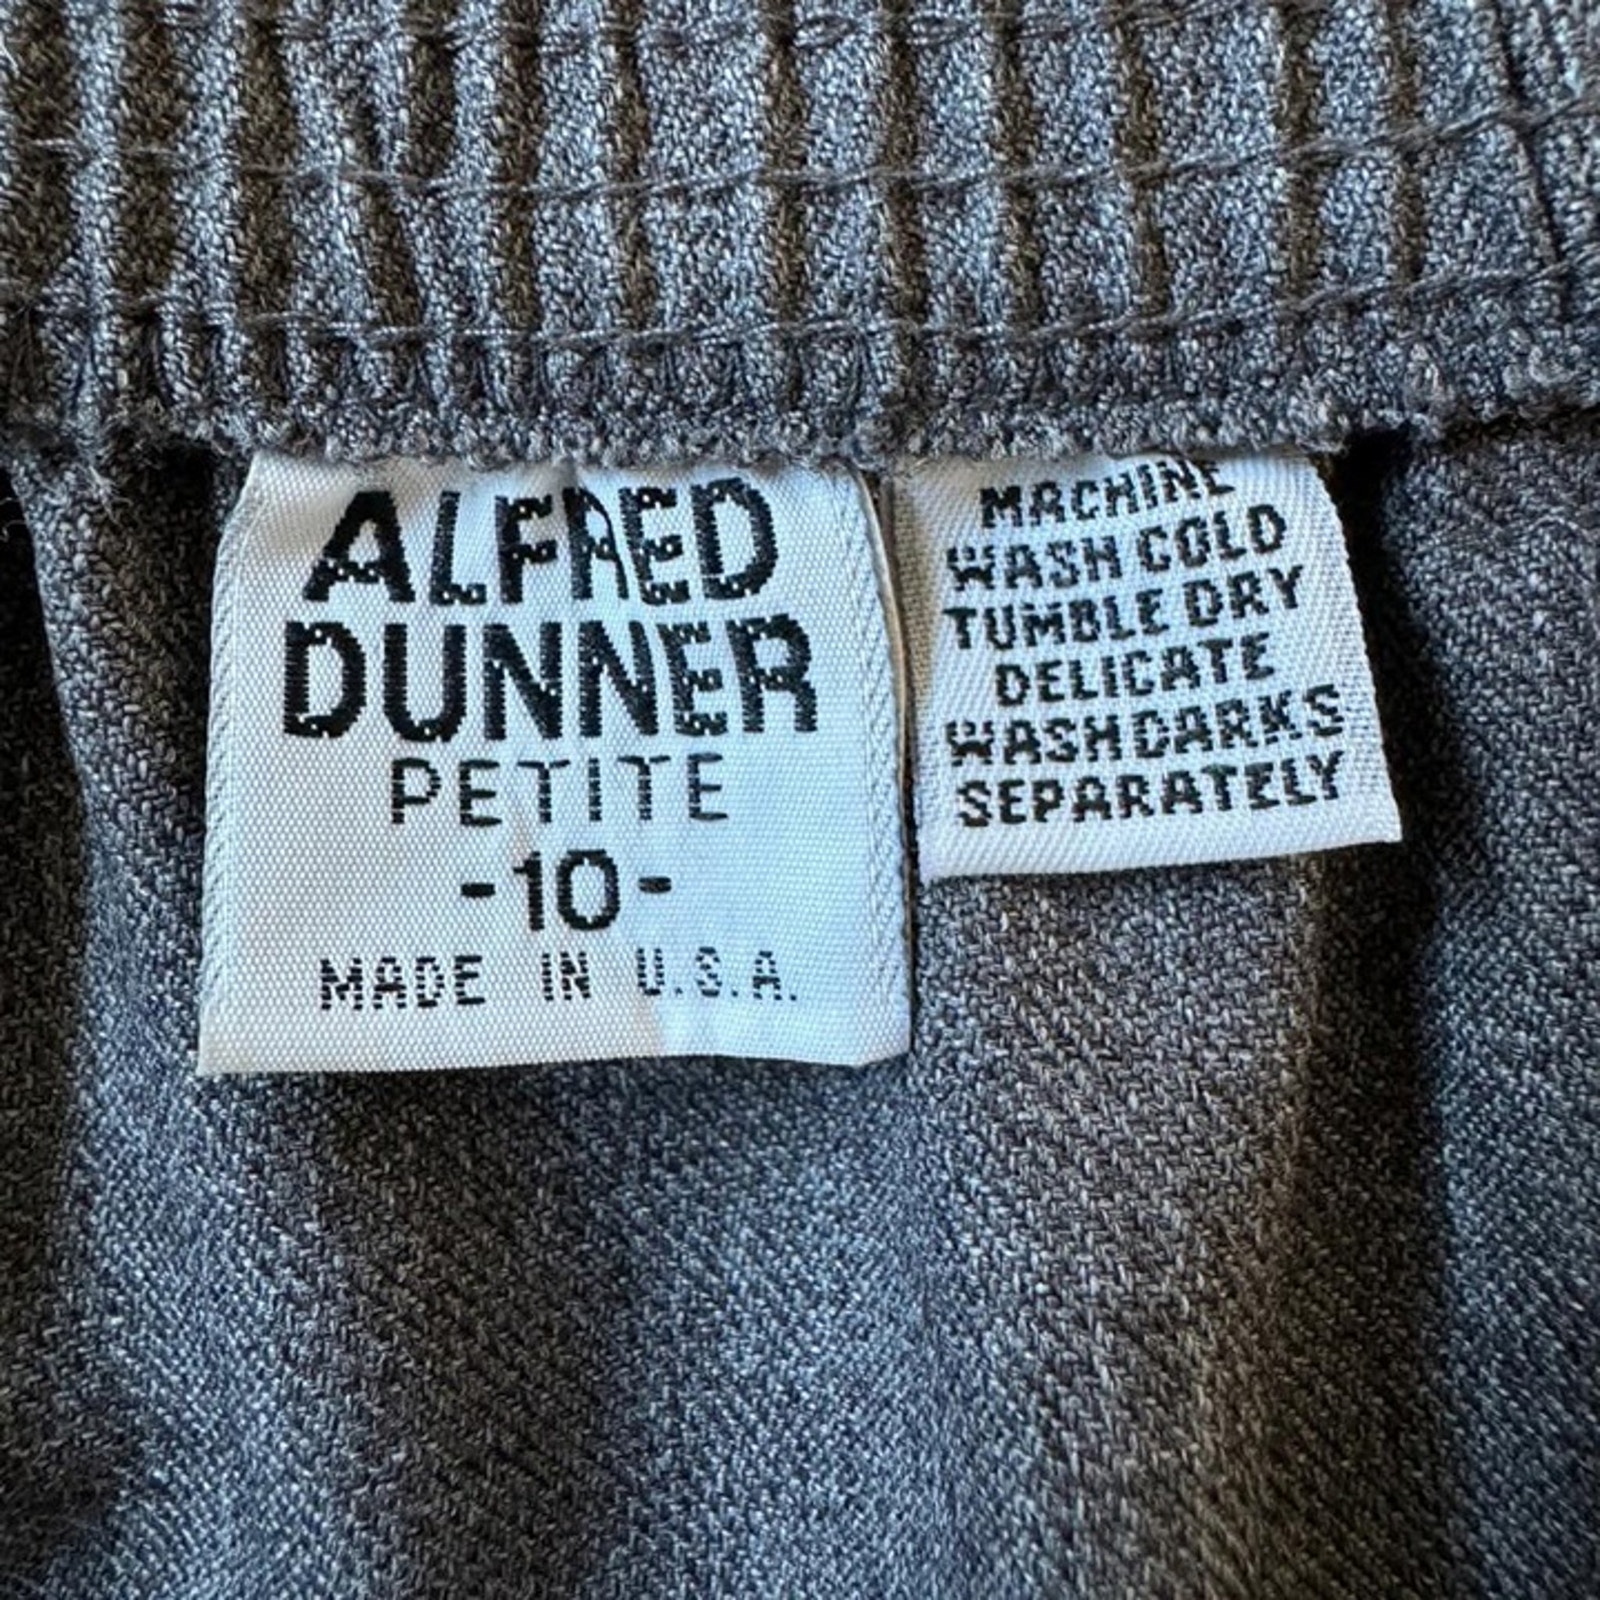 ALFRED
DUNNER
PETITE
-10-
MADE IN U.S.A.
MACHINE
WASH COLD
TUMBLE DRY
DELICATE
WASH DARKS
SEPARATELY